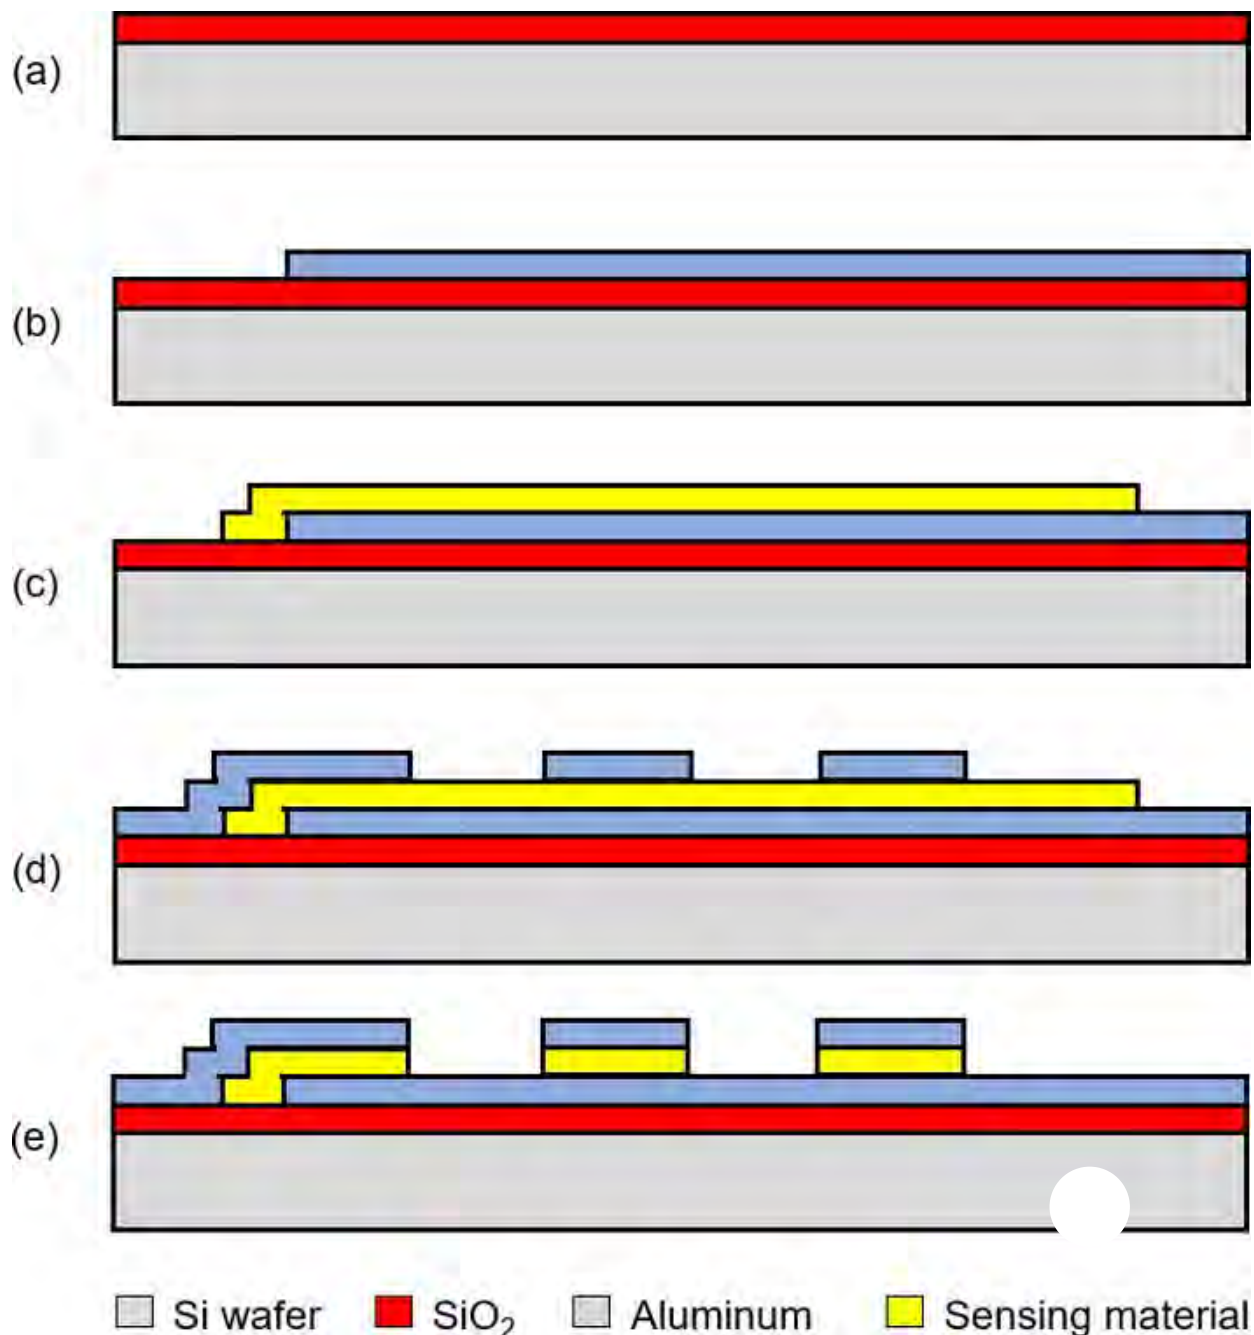 (a)
(b)
(c)
(d)
(e)
Si wafer SiO₂ Aluminum Sensing material